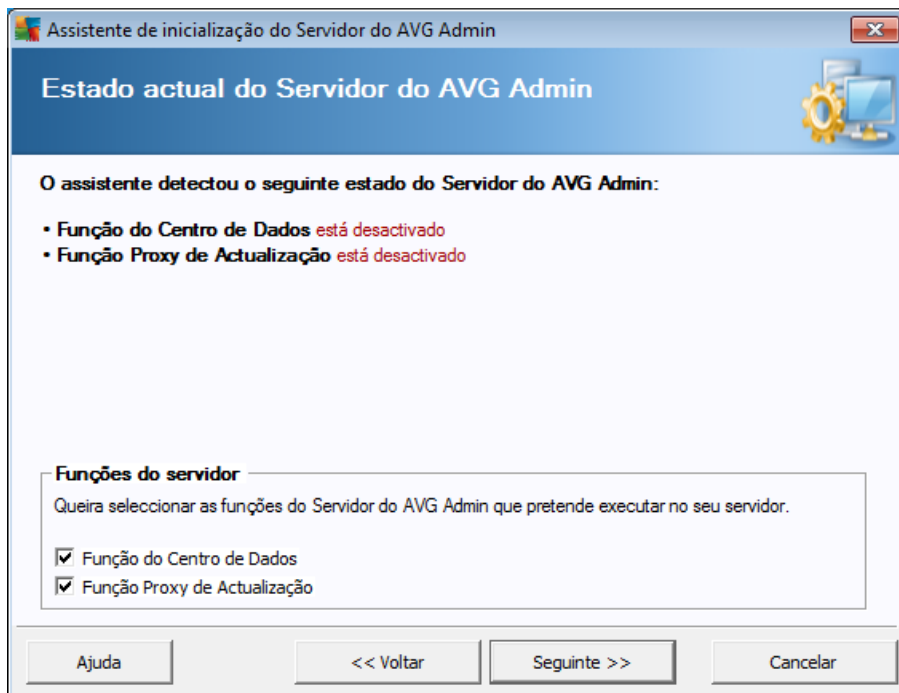 Assistente de inicialização do Servidor do AVG Admin
Estado actual do Servidor do AVG Admin
O assistente detectou o seguinte estado do Servidor do AVG Admin:
• Função do Centro de Dados está desactivado
• Função Proxy de Actualização está desactivado
Funções do servidor
Queira seleccionar as funções do Servidor do AVG Admin que pretende executar no seu servidor.
Função do Centro de Dados
Função Proxy de Actualização
Ajuda
<< Voltar
Seguinte >>
Cancelar